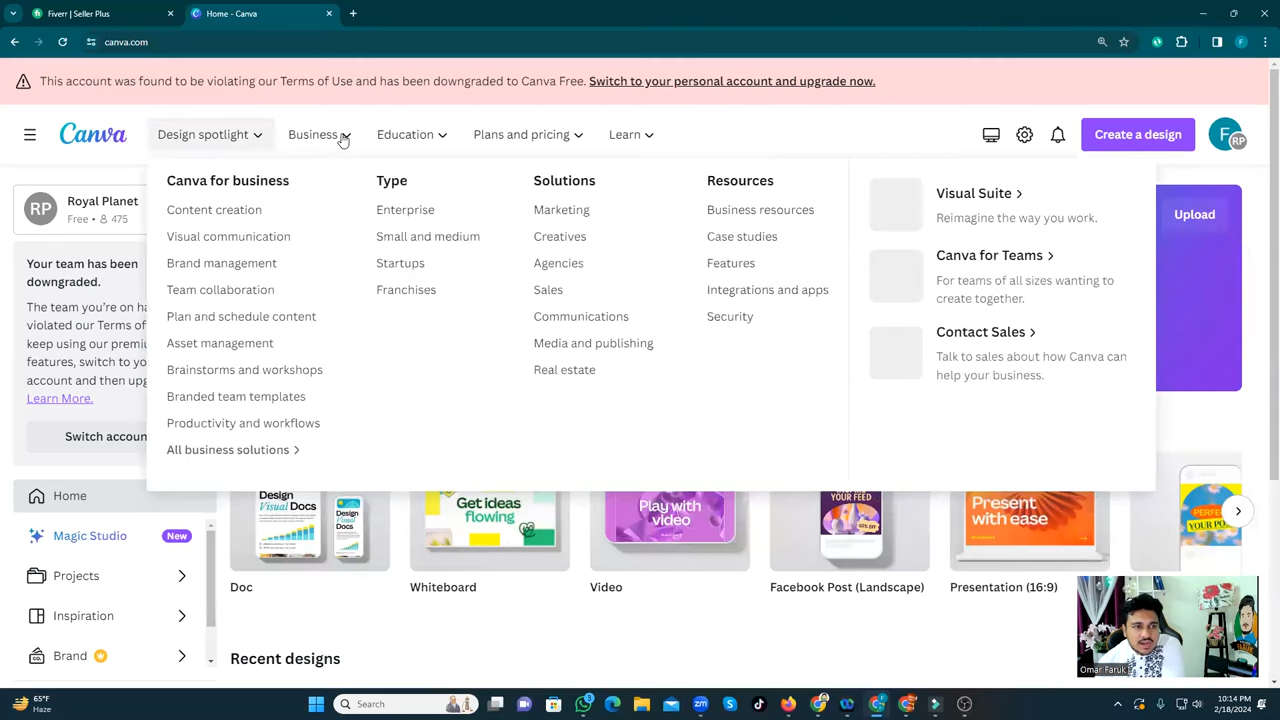 Fiverr | Seller Plus
Home - Canva
canva.com
This account was found to be violating our Terms of Use and has been downgraded to Canva Free. Switch to your personal account and upgrade now.
Canva
Design spotlight
Business
Education
Plans and pricing
Learn
Create a design
F
RP
RP
Royal Planet
Free • 475
Your team has been
downgraded.
The team you're on ha
violated our Terms of
keep using our premiu
features, switch to yo
account and then upg
Learn More.
Switch accoun
Home
Magic Studio
New
Projects
Inspiration
Brand
Canva for business
Content creation
Visual communication
Brand management
Team collaboration
Plan and schedule content
Asset management
Brainstorms and workshops
Branded team templates
Productivity and workflows
All business solutions
Type
Enterprise
Small and medium
Startups
Franchises
Solutions
Marketing
Creatives
Agencies
Sales
Communications
Media and publishing
Real estate
Resources
Business resources
Case studies
Features
Integrations and apps
Security
Visual Suite
Reimagine the way you work.
Canva for Teams
For teams of all sizes wanting to
create together.
Contact Sales
Talk to sales about how Canva can
help your business.
Upload
Design
Visual Docs
Design
Visual
Docs
Get ideas
flowing
Play with
video
YOUR FEED
Present
with ease
Doc
Whiteboard
Video
Facebook Post (Landscape)
Presentation (16:9)
Recent designs
Omar Faruk
65°F
Haze
Search
10:14 PM
2/18/2024